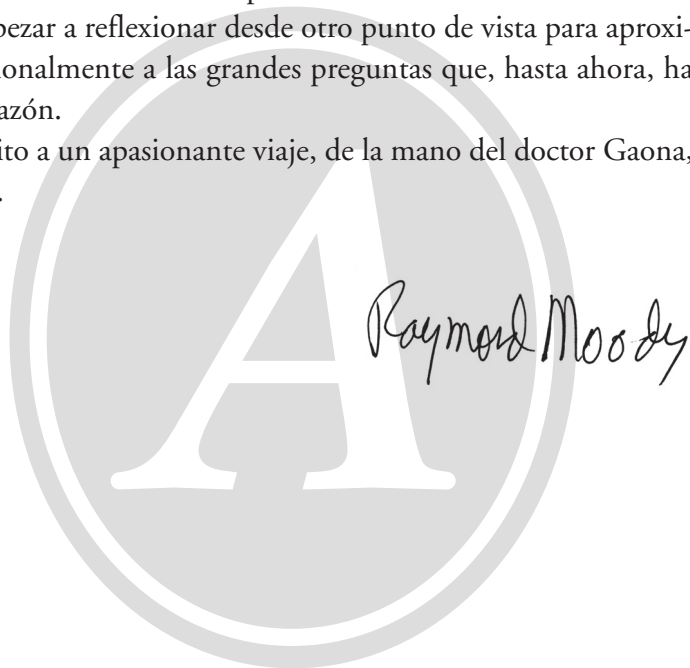 pezar a reflexionar desde otro punto de vista para aproxi-
onalmente a las grandes preguntas que, hasta ahora, ha
azón.
ito a un apasionante viaje, de la mano del doctor Gaona,
.
Raymond Moody
A